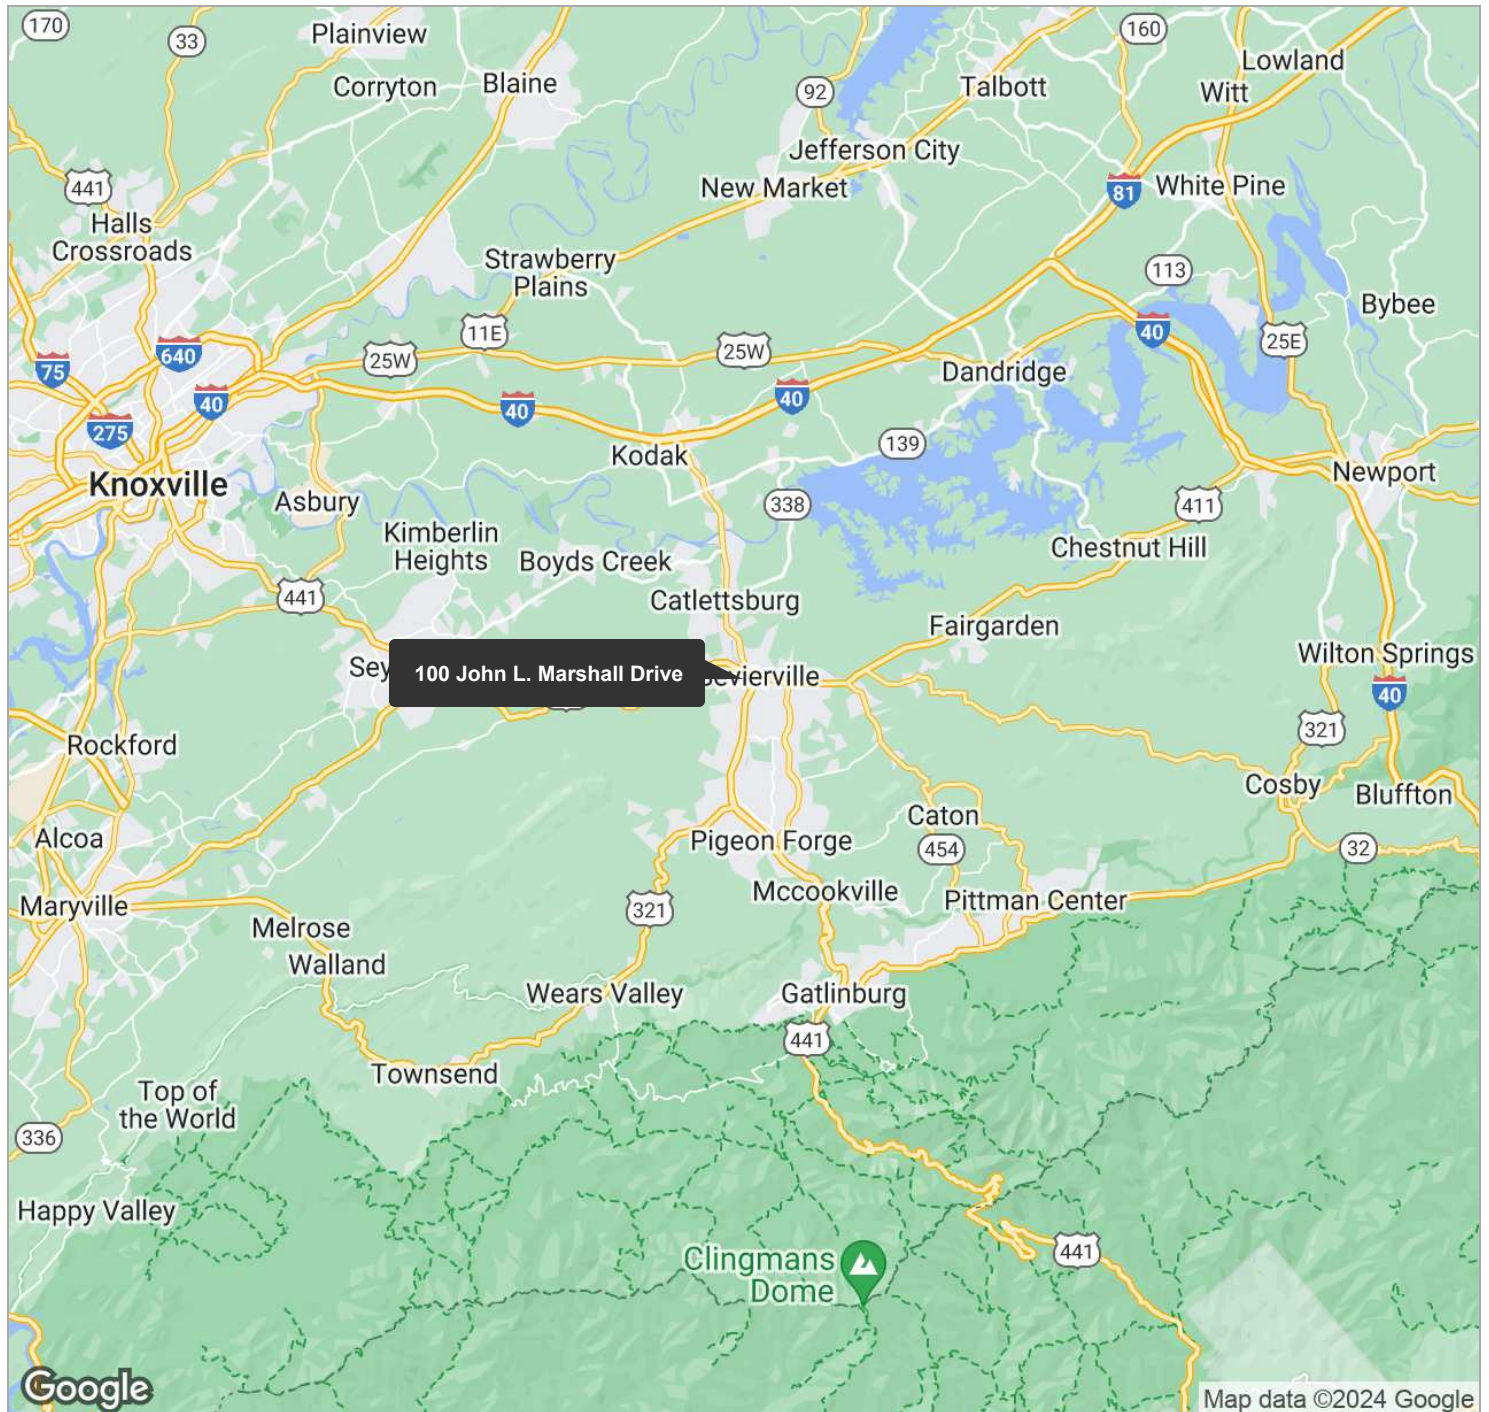 170
33
Plainview
160
Lowland
Corryton
Blaine
92
Talbott
Witt
Jefferson City
441
New Market
81
White Pine
Halls
Crossroads
Strawberry
Plains
113
Bybee
11E
640
25W
25W
40
25E
75
Dandridge
40
40
40
275
139
Kodak
Newport
Knoxville
Asbury
338
411
Kimberlin
Heights
Boyds Creek
Chestnut Hill
441
Catlettsburg
Fairgarden
Wilton Springs
Sey
100 John L. Marshall Drive
evierville
40
321
Rockford
Cosby
Bluffton
Alcoa
Pigeon Forge
Caton
454
32
Maryville
Mccookville
Pittman Center
321
Melrose
Walland
Wears Valley
Gatlinburg
441
Townsend
Top of
the World
336
Happy Valley
441
Clingmans
Dome
Google
Map data ©2024 Google